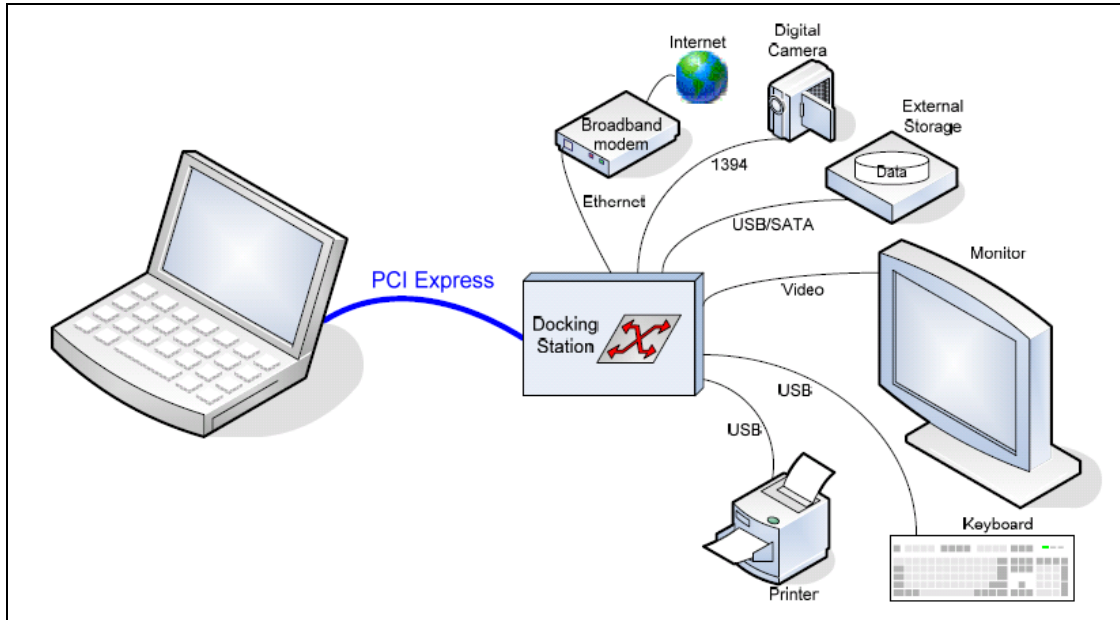 Digital
Camera
Internet
External
Storage
Broadband
modem
Data
1394
Ethernet
USB/SATA
Monitor
PCI Express
Video
Docking
Station
USB
USB
Keyboard
Printer